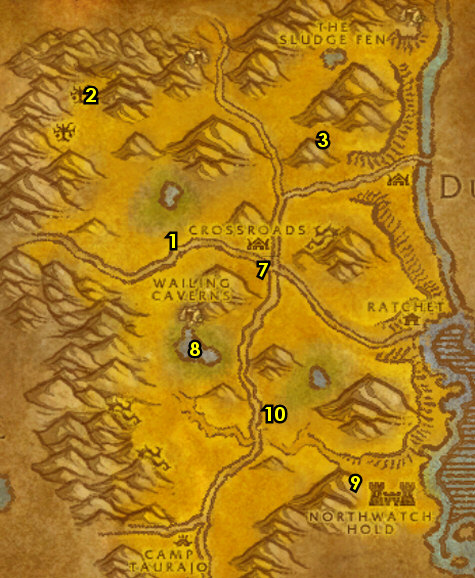 THE
SLUDGE FEN
2
3
Du
1
CROSSROADS
7
WAILING
CAVERNS
RATCHET
8
10
9
NORTHWATCH
HOLD
CAMP
TAURAJO